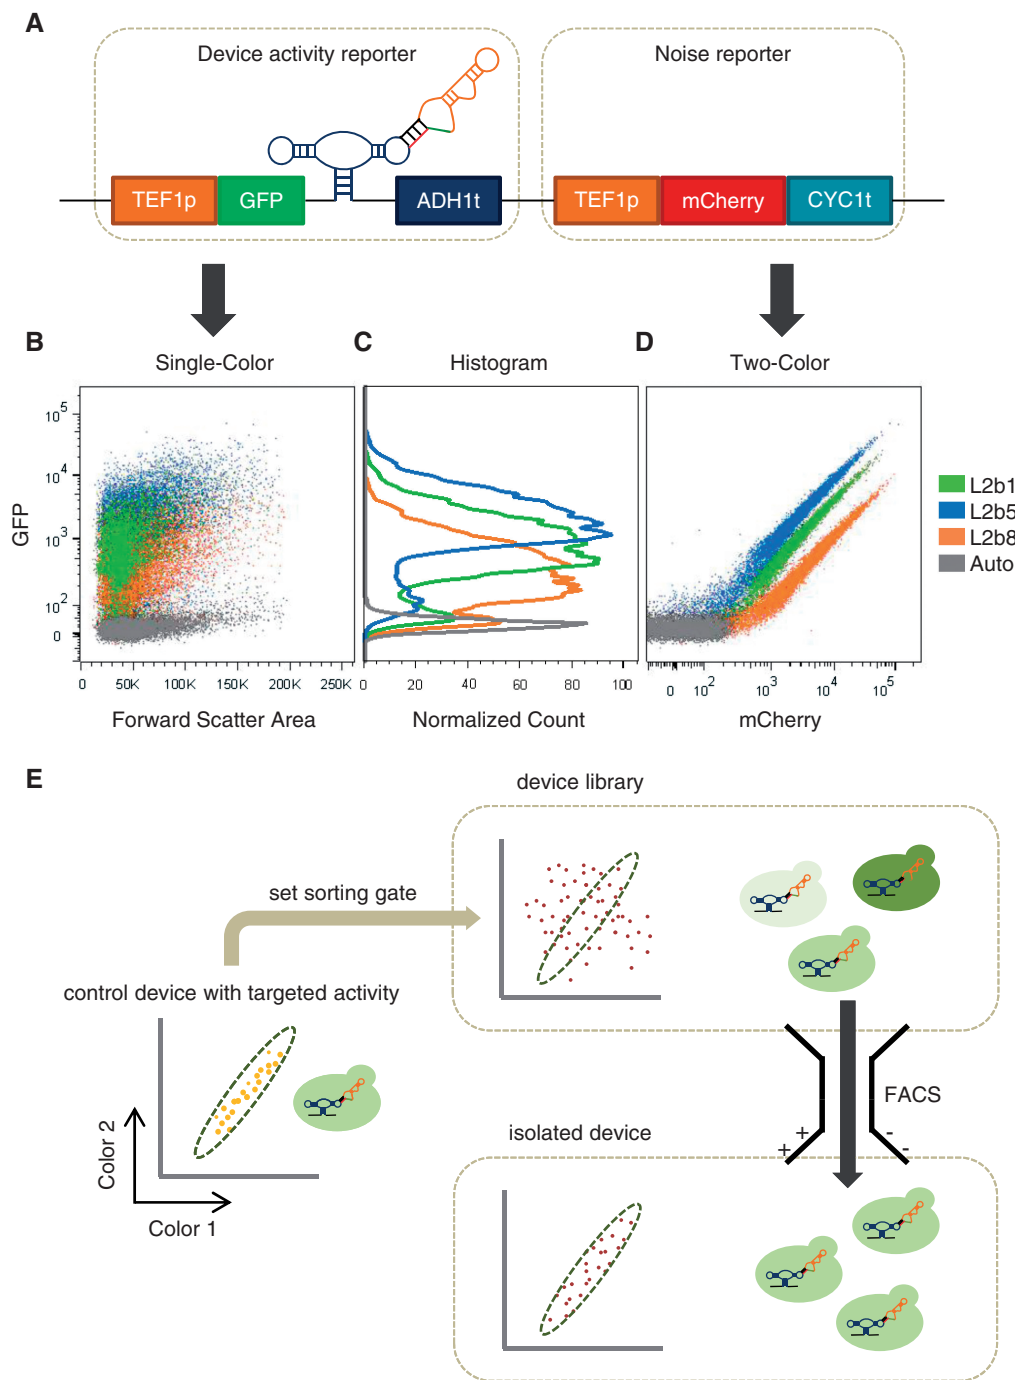 A
Device activity reporter
Noise reporter
TEF1p
GFP
ADH1t
TEF1p
mCherry
CYC1t
B
Single-Color
C
Histogram
D
Two-Color
GFP
10^5
10^4
10^3
10^2
0
0 50K 100K 150K 200K 250K
Forward Scatter Area
0 20 40 60 80 100
Normalized Count
0 10^2 10^3 10^4 10^5
mCherry
L2b1
L2b5
L2b8
Auto
E
device library
set sorting gate
control device with targeted activity
Color 2
Color 1
FACS
+ + - -
isolated device